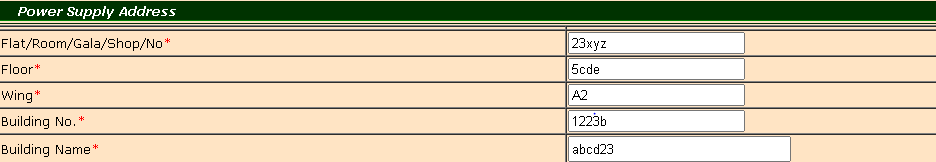 Power Supply Address
Flat/Room/Gala/Shop/No* 23xyz
Floor* 5cde
Wing* A2
Building No.* 1223b
Building Name* abcd23